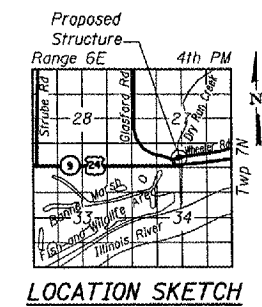 Proposed
Structure
Range 6E 4th PM
Strube Rd
Glasford Rd
28
27
Dry Run Creek
Wheeler Rd
N
Twp 7N
9
24
Banner Marsh
Fish and Wildlife Area
33
34
Illinois River
LOCATION SKETCH